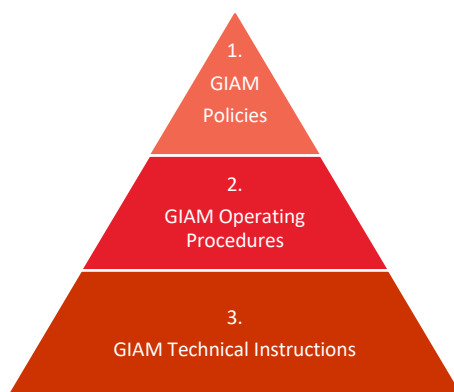 1.
GIAM
Policies
2.
GIAM Operating
Procedures
3.
GIAM Technical Instructions